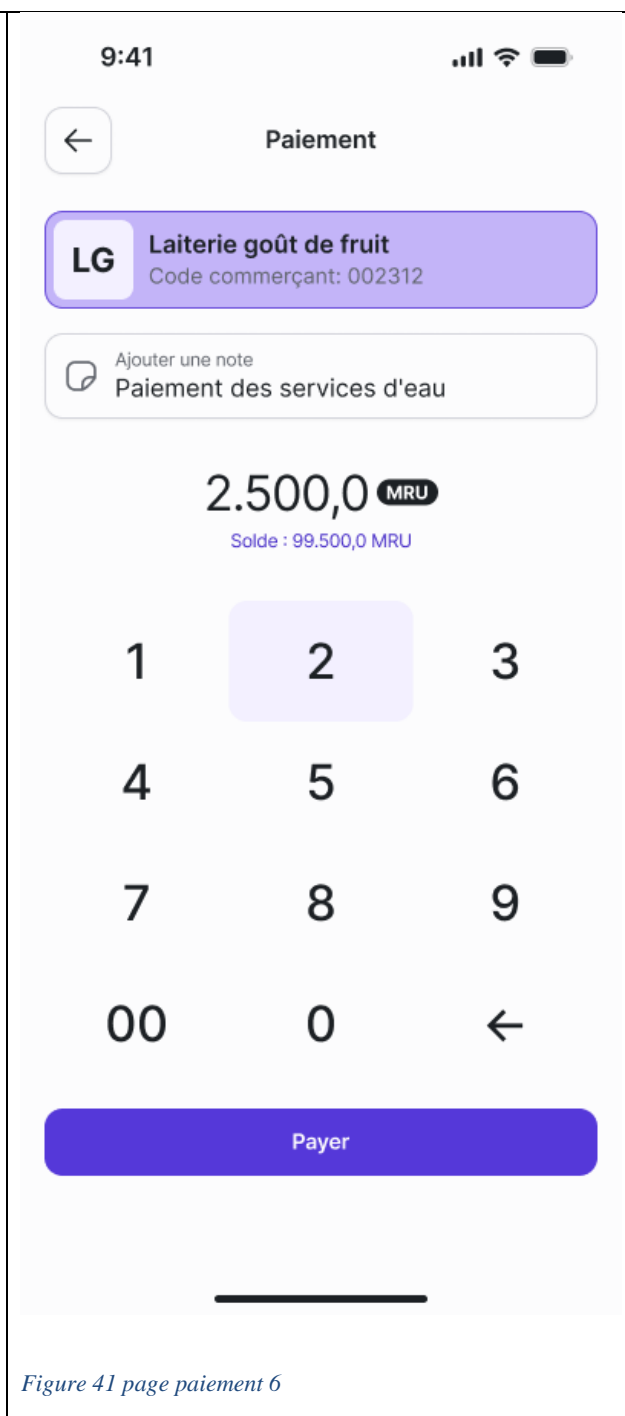 9:41
Paiement
LG
Laiterie goût de fruit
Code commerçant: 002312
Ajouter une note
Paiement des services d'eau
2.500,0 MRU
Solde : 99.500,0 MRU
1 2 3
4 5 6
7 8 9
00 0
Payer
Figure 41 page paiement 6